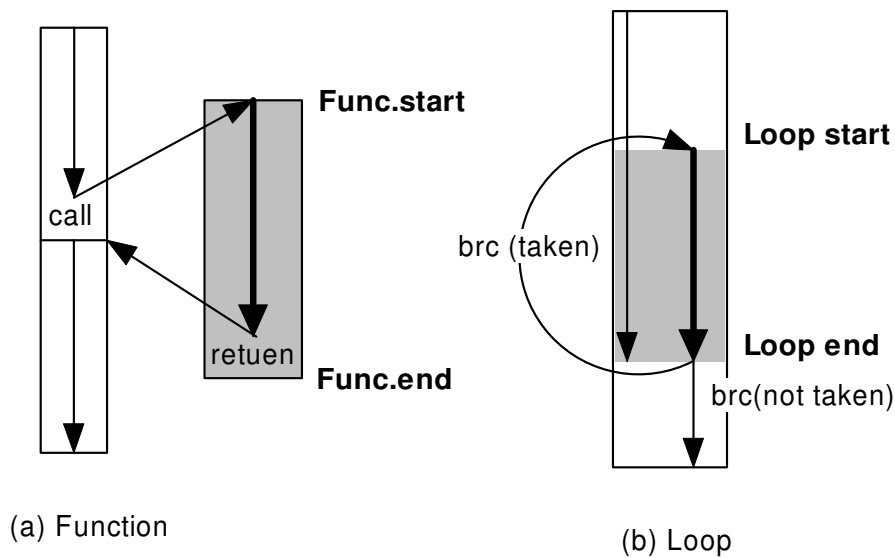 Func.start
call
retuen
Func.end
(a) Function
Loop start
brc (taken)
Loop end
brc(not taken)
(b) Loop